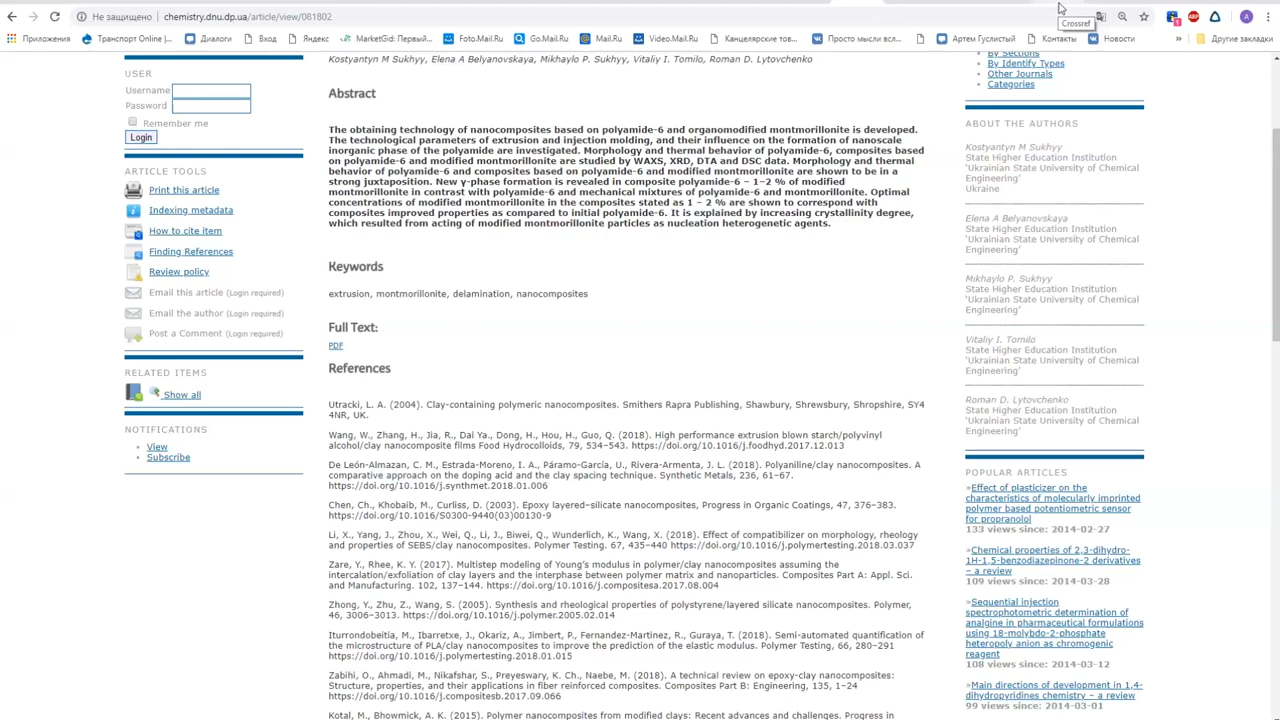 Не защищено
chemistry.dnu.dp.ua/article/view/081802
Crossref
Приложения
Транспорт Online |...
Диалоги
Вход
Яндекс
Marketing: Первый...
Foto.Mail.Ru
Go.Mail.Ru
Mail.Ru
Video.Mail.Ru
Канцелярские тов...
Просто мысли всл...
Артем Гуслистый
Контакты
Новости
»
Другие закладки
USER
Username
Password
Remember me
Login
ARTICLE TOOLS
Print this article
Indexing metadata
How to cite item
Finding References
Review policy
Email this article (Login required)
Email the author (Login required)
Post a Comment (Login required)
RELATED ITEMS
Show all
NOTIFICATIONS
View
Subscribe
Kostyantyn M Sukhyy, Elena A Belyanovskaya, Mikhaylo P. Sukhyy, Vitaliy I. Tomilo, Roman D. Lytovchenko
Abstract
The obtaining technology of nanocomposites based on polyamide-6 and organomodified montmorillonite is developed.
The technological parameters of extrusion and injection molding, and their influence on the formation of nanoscale
inorganic phase of the polyamide are investigated. Morphology and thermal behavior of polyamide-6, composites based
on polyamide-6 and modified montmorillonite are studied by WAXS, XRD, DTA and DSC data. Morphology and thermal
behavior of polyamide-6 and composites based on polyamide-6 and modified montmorillonite are shown to be in a
strong juxtaposition. New γ-phase formation is revealed in composite polyamide-6 – 1–2 % of modified
montmorillonite in contrast with polyamide-6 and mechanical mixtures of polyamide-6 and montmorillonite. Optimal
concentrations of modified montmorillonite in the composites stated as 1 – 2 % are shown to correspond with
composites improved properties as compared to initial polyamide-6. It is explained by increasing crystallinity degree,
which resulted from acting of modified montmorillonite particles as nucleation heterogenetic agents.
Keywords
extrusion, montmorillonite, delamination, nanocomposites
Full Text:
PDF
References
Utracki, L. A. (2004). Clay-containing polymeric nanocomposites. Smithers Rapra Publishing, Shawbury, Shrewsbury, Shropshire, SY4
4NR, UK.
Wang, W., Zhang, H., Jia, R., Dai Ya., Dong, H., Hou, H., Guo, Q. (2018). High performance extrusion blown starch/polyvinyl
alcohol/clay nanocomposite films Food Hydrocolloids, 79, 534–543. https://doi.org/10.1016/j.foodhyd.2017.12.013
De León-Almazan, C. M., Estrada-Moreno, I. A., Páramo-García, U., Rivera-Armenta, J. L. (2018). Polyaniline/clay nanocomposites. A
comparative approach on the doping acid and the clay spacing technique. Synthetic Metals, 236, 61–67.
https://doi.org/10.1016/j.synthmet.2018.01.006
Chen, Ch., Khobaib, M., Curliss, D. (2003). Epoxy layered–silicate nanocomposites, Progress in Organic Coatings, 47, 376–383.
https://doi.org/10.1016/S0300-9440(03)00130-9
Li, X., Yang, J., Zhou, X., Wei, Q., Li, J., Biwei, Q., Wunderlich, K., Wang, X. (2018). Effect of compatibilizer on morphology, rheology
and properties of SEBS/clay nanocomposites. Polymer Testing. 67, 435–440 https://doi.org/10.1016/j.polymertesting.2018.03.037
Zare, Y., Rhee, K. Y. (2017). Multistep modeling of Young's modulus in polymer/clay nanocomposites assuming the
intercalation/exfoliation of clay layers and the interphase between polymer matrix and nanoparticles. Composites Part A: Appl. Sci.
and Manufacturing. 102, 137–144. https://doi.org/10.1016/j.compositesa.2017.08.004
Zhong, Y., Zhu, Z., Wang, S. (2005). Synthesis and rheological properties of polystyrene/layered silicate nanocomposites. Polymer,
46, 3006–3013. https://doi.org/10.1016/j.polymer.2005.02.014
Iturrondobeitia, M., Ibarretxe, J., Okariz, A., Jimbert, P., Fernandez-Martinez, R., Guraya, T. (2018). Semi-automated quantification of
the microstructure of PLA/clay nanocomposites to improve the prediction of the elastic modulus. Polymer Testing, 66, 280–291
https://doi.org/10.1016/j.polymertesting.2018.01.015
Zabihi, O., Ahmadi, M., Nikafshar, S., Preyeswary, K. Ch., Naebe, M. (2018). A technical review on epoxy-clay nanocomposites:
Structure, properties, and their applications in fiber reinforced composites. Composites Part B: Engineering, 135, 1–24
https://doi.org/10.1016/j.compositesb.2017.09.066
Kotal, M., Bhowmick, A. K. (2015). Polymer nanocomposites from modified clays: Recent advances and challenges. Progress in
By Sections
By Identify Types
Other Journals
Categories
ABOUT THE AUTHORS
Kostyantyn M Sukhyy
State Higher Education Institution
'Ukrainian State University of Chemical
Engineering'
Ukraine
Elena A Belyanovskaya
State Higher Education Institution
'Ukrainian State University of Chemical
Engineering'
Mikhaylo P. Sukhyy
State Higher Education Institution
'Ukrainian State University of Chemical
Engineering'
Vitaliy I. Tomilo
State Higher Education Institution
'Ukrainian State University of Chemical
Engineering'
Roman D. Lytovchenko
State Higher Education Institution
'Ukrainian State University of Chemical
Engineering'
POPULAR ARTICLES
»Effect of plasticizer on the
characteristics of molecularly imprinted
polymer based potentiometric sensor
for propranolol
133 views since: 2014-02-27
»Chemical properties of 2,3-dihydro-
1H-1,5-benzodiazepinone-2 derivatives
– a review
109 views since: 2014-03-28
»Sequential injection
spectrophotometric determination of
analgin in pharmaceutical formulations
using 18-molybdo-2-phosphate
heteropoly anion as chromogenic
reagent
108 views since: 2014-03-12
»Main directions of development in 1,4-
dihydropyridines chemistry – a review
99 views since: 2014-03-01